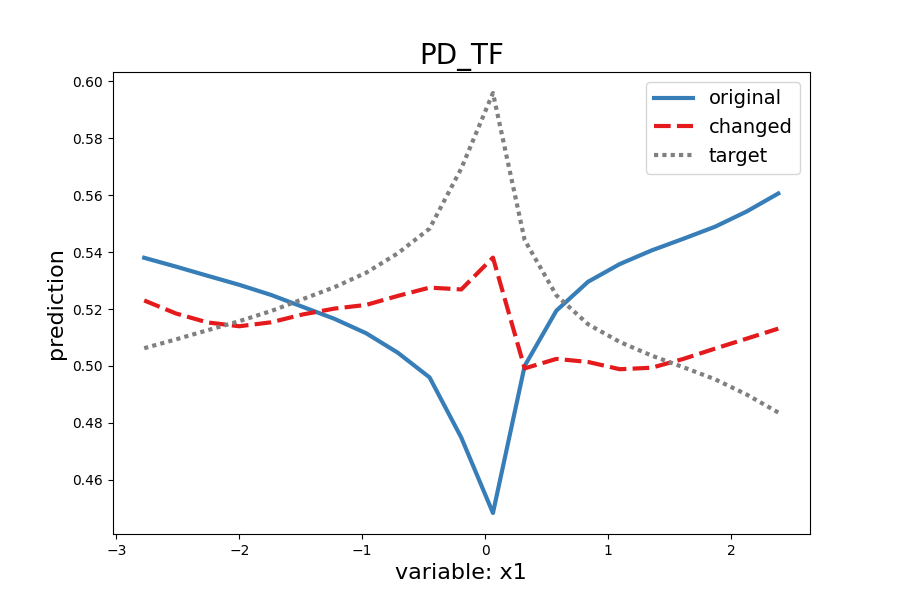 PD_TF
original
changed
target
prediction
0.60
0.58
0.56
0.54
0.52
0.50
0.48
0.46
−3
−2
−1
0
1
2
variable: x1